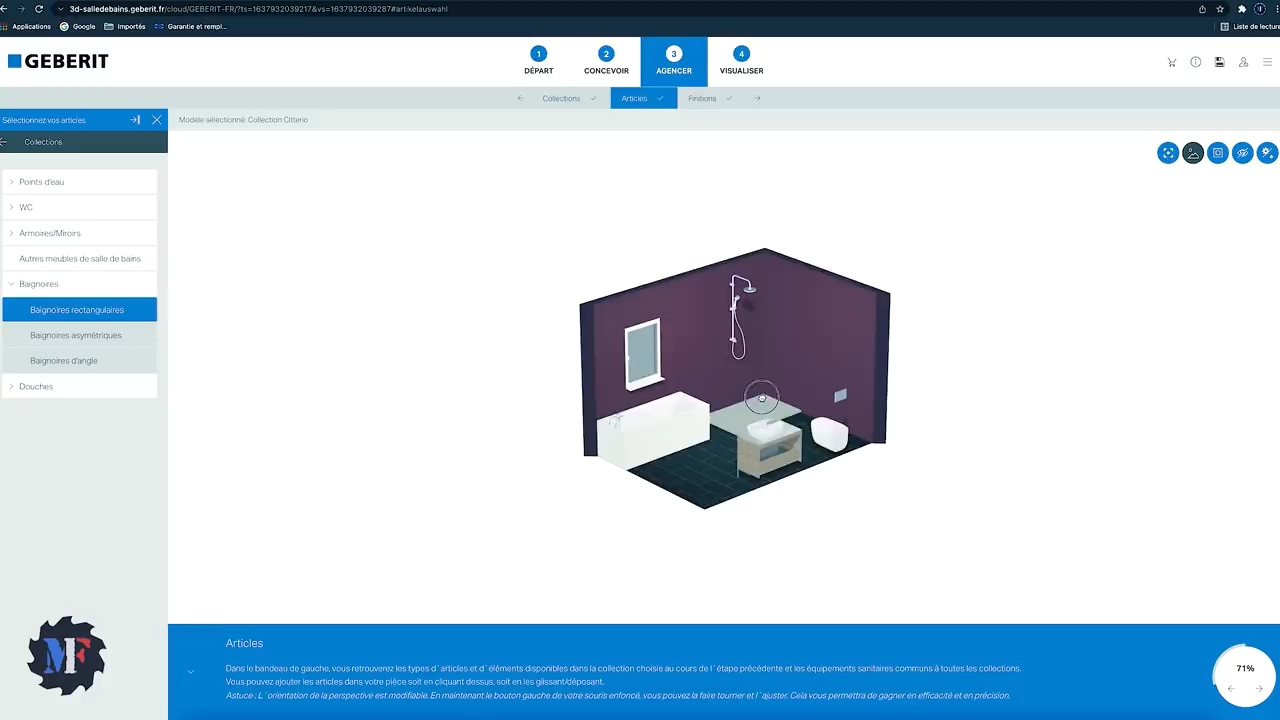 3d-salledebains.geberit.fr/cloud/GEBERIT-FR/?ts=1637932039217&vs=1637932039287#artikelauswahl
Applications
Google
Importés
Garantie et rempl...
Liste de lecture
GEBERIT
1
2
3
4
DÉPART
CONCEVOIR
AGENCER
VISUALISER
Collections
Articles
Finitions
Sélectionnez vos articles
Modèle sélectionné: Collection Citterio
Collections
Points d'eau
WC
Armoires/Miroirs
Autres meubles de salle de bains
Baignoires
Baignoires rectangulaires
Baignoires asymétriques
Baignoires d'angle
Douches
MF
Articles
Dans le bandeau de gauche, vous retrouverez les types d´articles et d´éléments disponibles dans la collection choisie au cours de l´étape précédente et les équipements sanitaires communs à toutes les collections.
Vous pouvez ajouter les articles dans votre pièce soit en cliquant dessus, soit en les glissant/déposant.
Astuce : L´orientation de la perspective est modifiable. En maintenant le bouton gauche de votre souris enfoncé, vous pouvez la faire tourner et l´ajuster. Cela vous permettra de gagner en efficacité et en précision.
71%